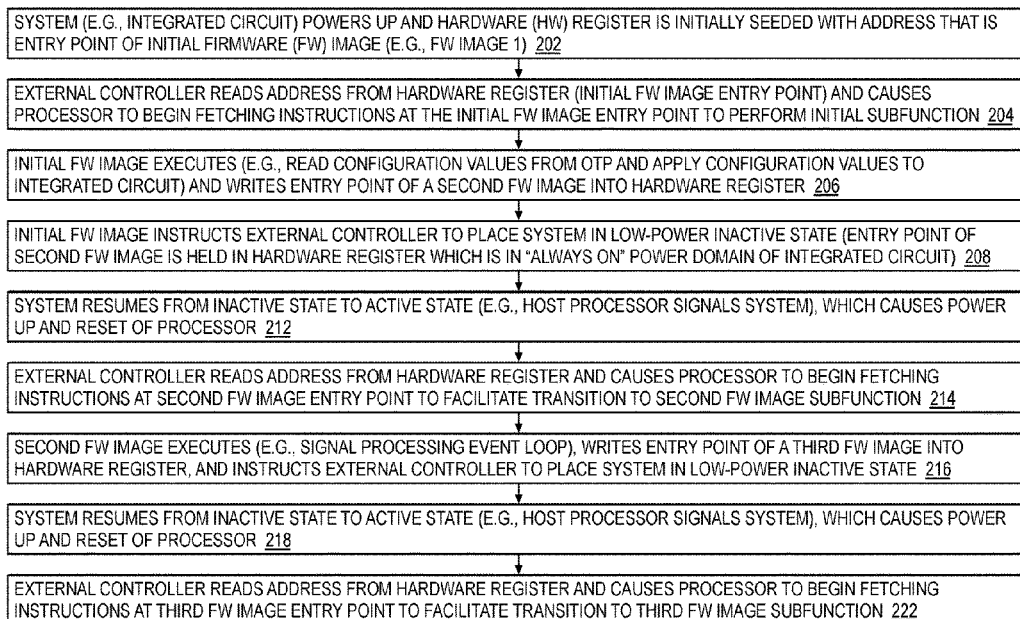 SYSTEM (E.G., INTEGRATED CIRCUIT) POWERS UP AND HARDWARE (HW) REGISTER IS INITIALLY SEEDED WITH ADDRESS THAT IS
ENTRY POINT OF INITIAL FIRMWARE (FW) IMAGE (E.G., FW IMAGE 1) 202
EXTERNAL CONTROLLER READS ADDRESS FROM HARDWARE REGISTER (INITIAL FW IMAGE ENTRY POINT) AND CAUSES
PROCESSOR TO BEGIN FETCHING INSTRUCTIONS AT THE INITIAL FW IMAGE ENTRY POINT TO PERFORM INITIAL SUBFUNCTION 204
INITIAL FW IMAGE EXECUTES (E.G., READ CONFIGURATION VALUES FROM OTP AND APPLY CONFIGURATION VALUES TO
INTEGRATED CIRCUIT) AND WRITES ENTRY POINT OF A SECOND FW IMAGE INTO HARDWARE REGISTER 206
INITIAL FW IMAGE INSTRUCTS EXTERNAL CONTROLLER TO PLACE SYSTEM IN LOW-POWER INACTIVE STATE (ENTRY POINT OF
SECOND FW IMAGE IS HELD IN HARDWARE REGISTER WHICH IS IN "ALWAYS ON" POWER DOMAIN OF INTEGRATED CIRCUIT) 208
SYSTEM RESUMES FROM INACTIVE STATE TO ACTIVE STATE (E.G., HOST PROCESSOR SIGNALS SYSTEM), WHICH CAUSES POWER
UP AND RESET OF PROCESSOR 212
EXTERNAL CONTROLLER READS ADDRESS FROM HARDWARE REGISTER AND CAUSES PROCESSOR TO BEGIN FETCHING
INSTRUCTIONS AT SECOND FW IMAGE ENTRY POINT TO FACILITATE TRANSITION TO SECOND FW IMAGE SUBFUNCTION 214
SECOND FW IMAGE EXECUTES (E.G., SIGNAL PROCESSING EVENT LOOP), WRITES ENTRY POINT OF A THIRD FW IMAGE INTO
HARDWARE REGISTER, AND INSTRUCTS EXTERNAL CONTROLLER TO PLACE SYSTEM IN LOW-POWER INACTIVE STATE 216
SYSTEM RESUMES FROM INACTIVE STATE TO ACTIVE STATE (E.G., HOST PROCESSOR SIGNALS SYSTEM), WHICH CAUSES POWER
UP AND RESET OF PROCESSOR 218
EXTERNAL CONTROLLER READS ADDRESS FROM HARDWARE REGISTER AND CAUSES PROCESSOR TO BEGIN FETCHING
INSTRUCTIONS AT THIRD FW IMAGE ENTRY POINT TO FACILITATE TRANSITION TO THIRD FW IMAGE SUBFUNCTION 222